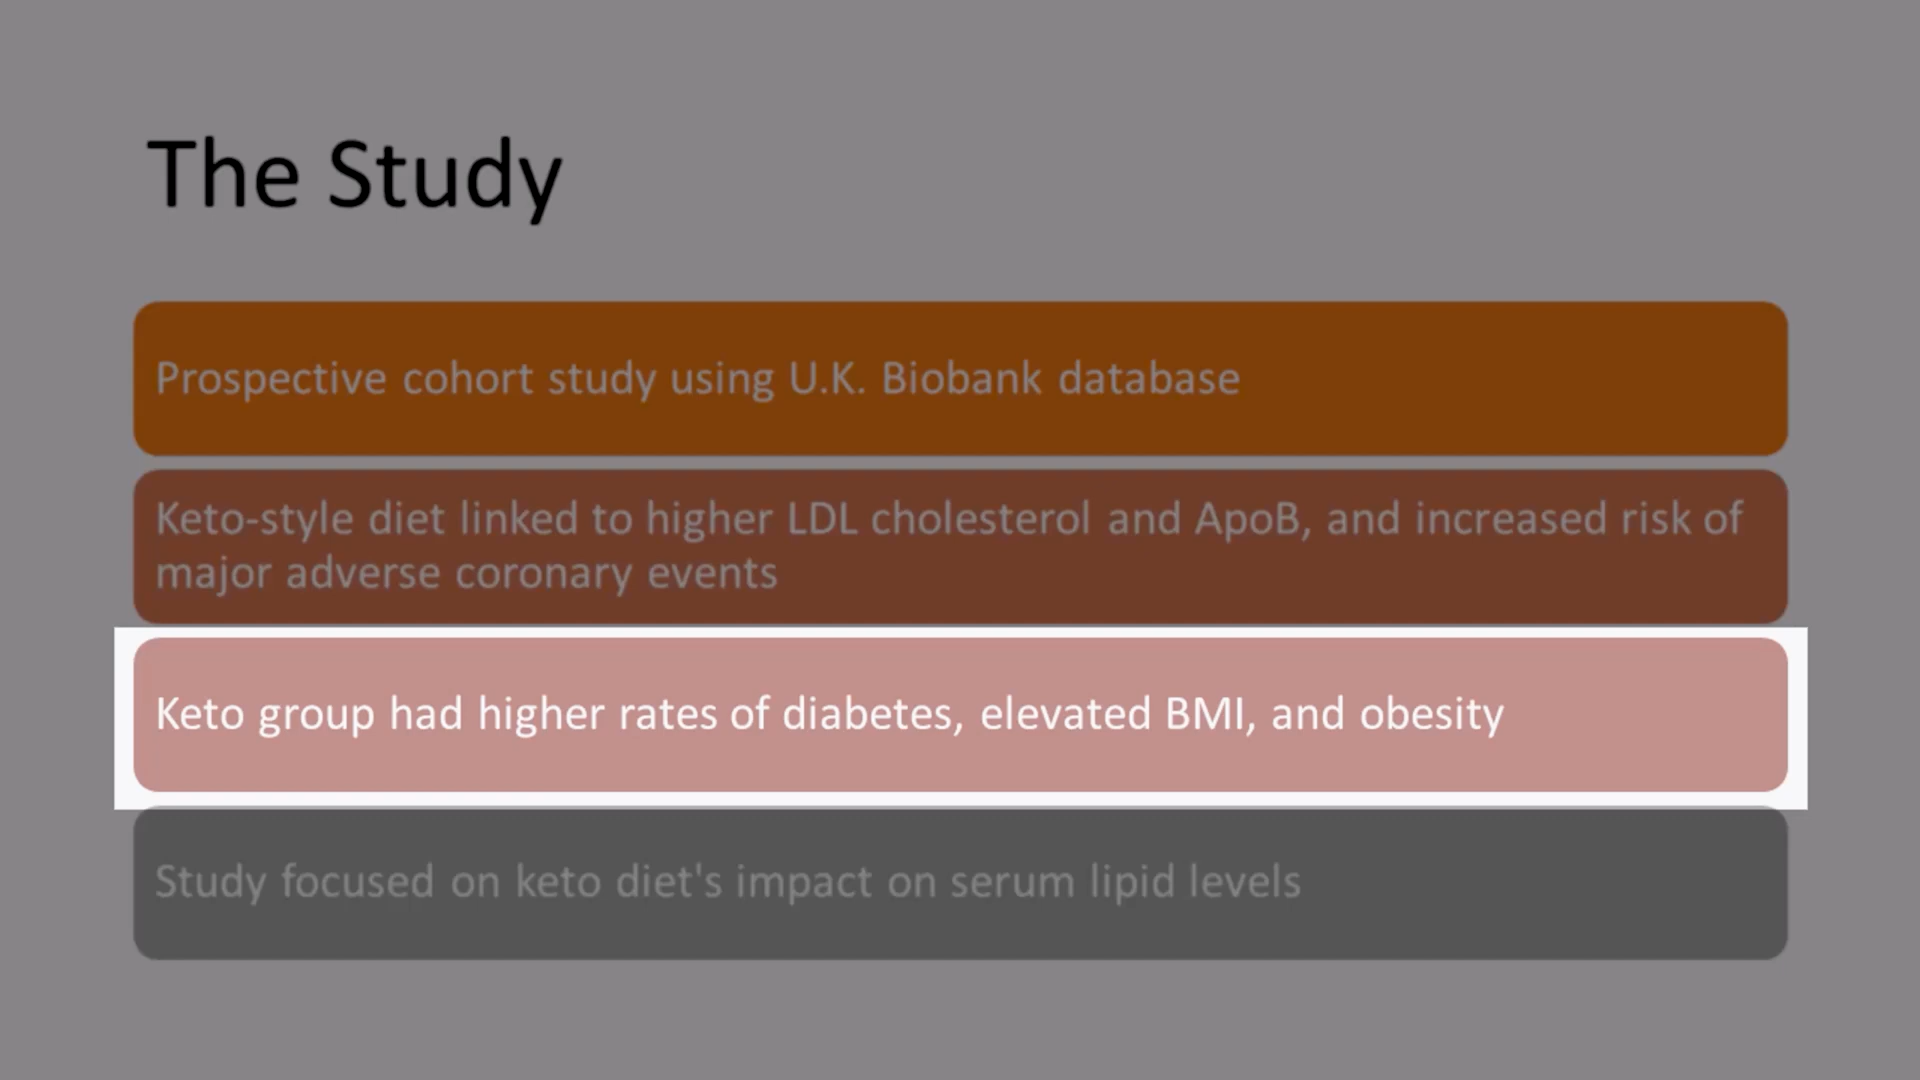 The Study
Prospective cohort study using U.K. Biobank database
Keto-style diet linked to higher LDL cholesterol and ApoB, and increased risk of
major adverse coronary events
Keto group had higher rates of diabetes, elevated BMI, and obesity
Study focused on keto diet's impact on serum lipid levels